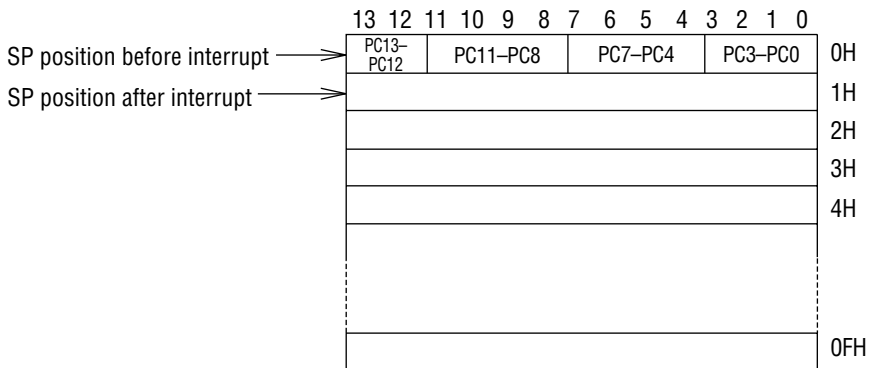 13 12 11 10 9 8 7 6 5 4 3 2 1 0
SP position before interrupt PC13–PC12 PC11–PC8 PC7–PC4 PC3–PC0 0H
SP position after interrupt 1H
2H
3H
4H
0FH